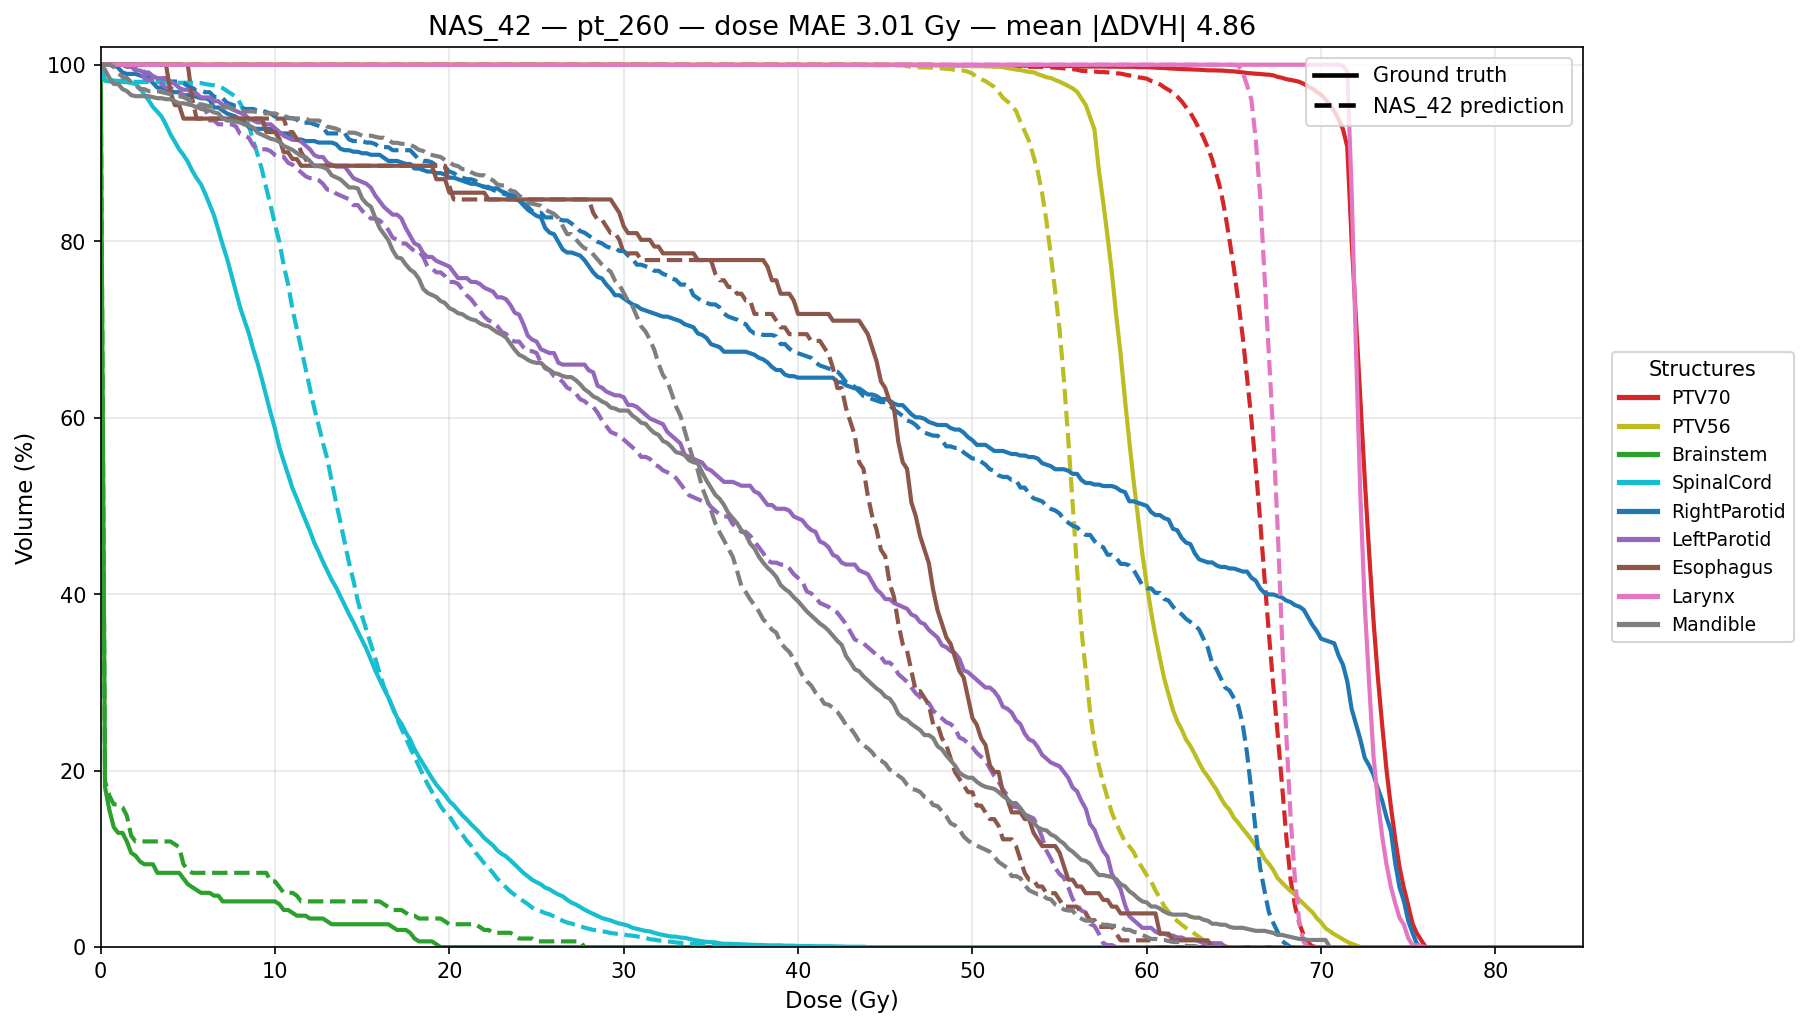 NAS_42 — pt_260 — dose MAE 3.01 Gy — mean |ΔDVH| 4.86
Ground truth
NAS_42 prediction
Volume (%)
100
80
60
40
20
0
0 10 20 30 40 50 60 70 80
Dose (Gy)
Structures
PTV70
PTV56
Brainstem
SpinalCord
RightParotid
LeftParotid
Esophagus
Larynx
Mandible